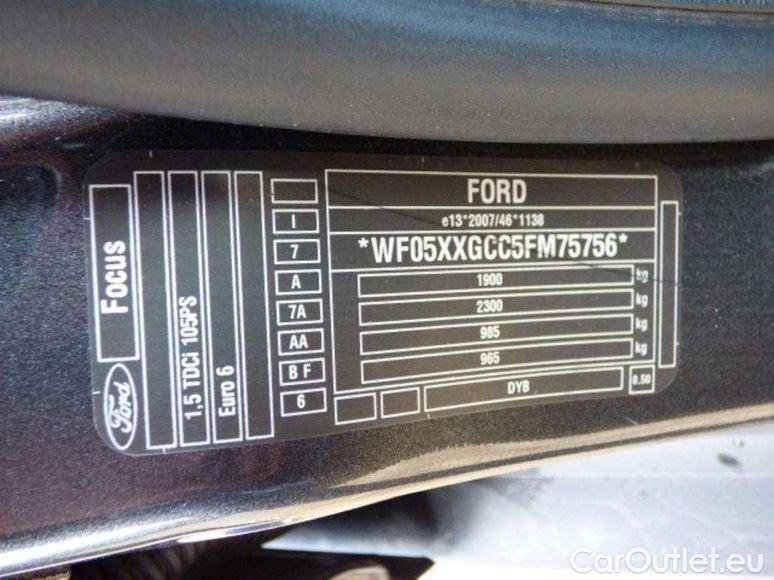 Ford
Focus
1,5 TDCi 105PS
Euro 6
I
7
A
7A
AA
B F
6
FORD
e13*2007/46*1138
*WF05XXGCC5FM75756*
1900 kg
2300 kg
985 kg
965
DYB
0.50
CarOutlet.eu